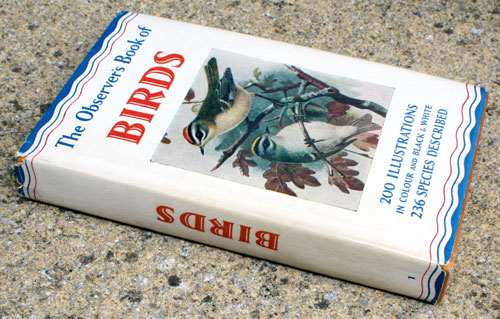 The Observer's Book of
BIRDS
200 ILLUSTRATIONS
IN COLOUR AND BLACK & WHITE
236 SPECIES DESCRIBED
BIRDS
1